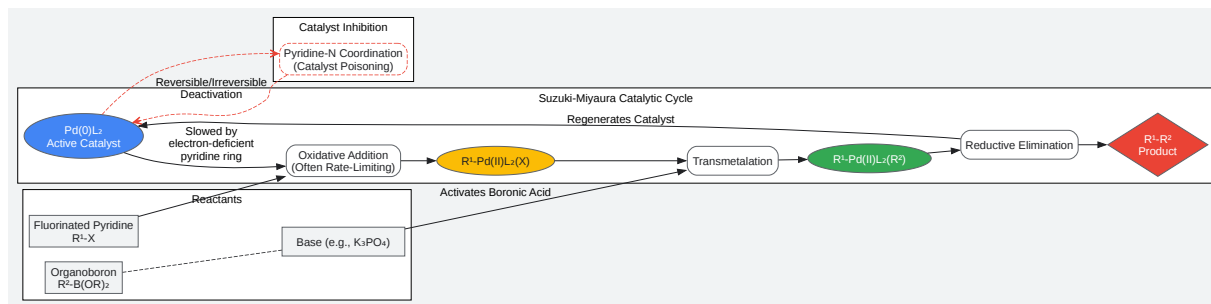 Catalyst Inhibition
Pyridine-N Coordination
(Catalyst Poisoning)
Reversible/Irreversible
Deactivation
Suzuki-Miyaura Catalytic Cycle
Pd(0)L₂
Active Catalyst
Slowed by
electron-deficient
pyridine ring
Regenerates Catalyst
Oxidative Addition
(Often Rate-Limiting)
R¹-Pd(II)L₂(X)
Transmetalation
R¹-Pd(II)L₂(R²)
Reductive Elimination
R¹-R²
Product
Reactants
Activates Boronic Acid
Fluorinated Pyridine
R¹-X
Base (e.g., K₃PO₄)
Organoboron
R²-B(OR)₂